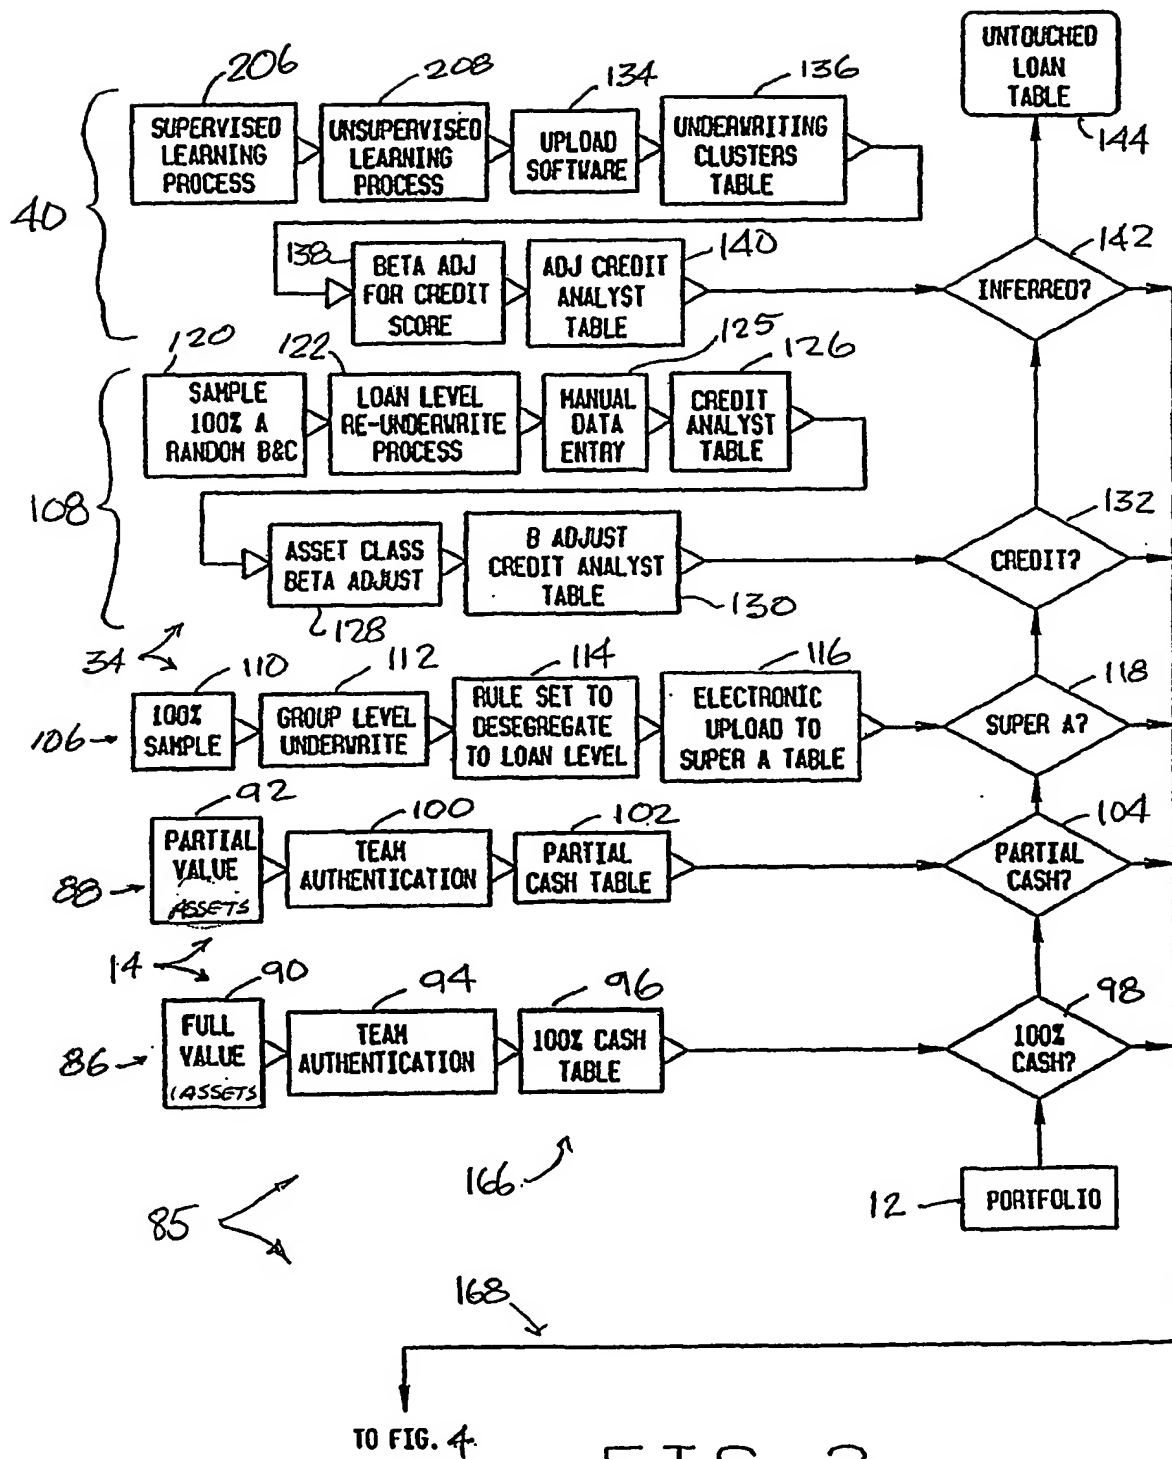 UNTOUCHED
LOAN
TABLE
144
206
208
134
136
40
SUPERVISED
LEARNING
PROCESS
UNSUPERVISED
LEARNING
PROCESS
UPLOAD
SOFTWARE
UNDERWRITING
CLUSTERS
TABLE
138
BETA ADJ
FOR CREDIT
SCORE
ADJ CREDIT
ANALYST
TABLE
140
INFERRED?
142
120
122
125
126
108
SAMPLE
100% A
RANDOM B&C
LOAN LEVEL
RE-UNDERWRITE
PROCESS
MANUAL
DATA
ENTRY
CREDIT
ANALYST
TABLE
ASSET CLASS
BETA ADJUST
128
B ADJUST
CREDIT ANALYST
TABLE
130
CREDIT?
132
34
110
112
114
116
106
100%
SAMPLE
GROUP LEVEL
UNDERWRITE
RULE SET TO
DESEGREGATE
TO LOAN LEVEL
ELECTRONIC
UPLOAD TO
SUPER A TABLE
SUPER A?
118
92
100
102
88
PARTIAL
VALUE
ASSETS
TEAM
AUTHENTICATION
PARTIAL
CASH TABLE
PARTIAL
CASH?
104
14
90
94
96
86
FULL
VALUE
ASSETS
TEAM
AUTHENTICATION
100% CASH
TABLE
100%
CASH?
98
166
85
12
PORTFOLIO
168
TO FIG. 4